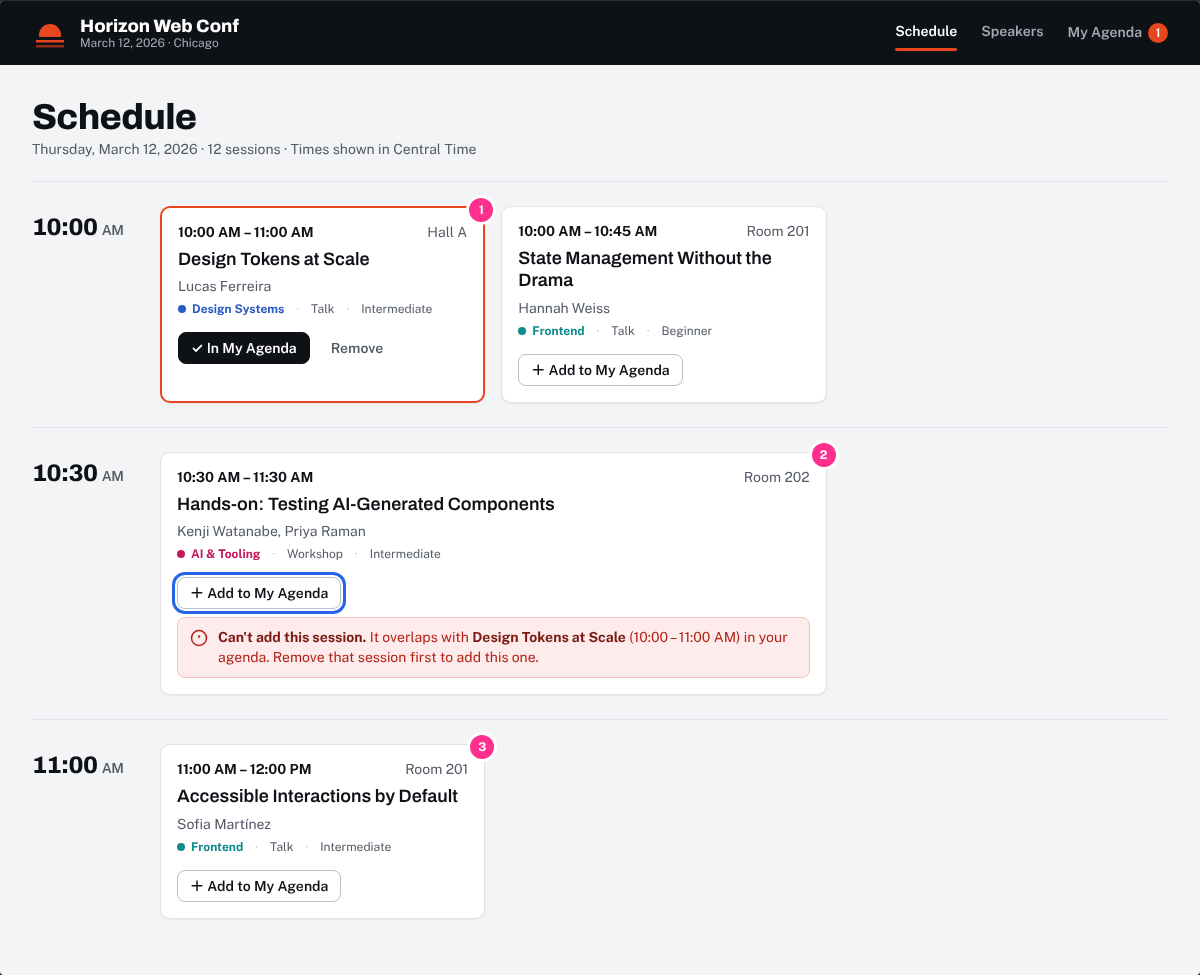 Horizon Web Conf
March 12, 2026 · Chicago
Schedule
Speakers
My Agenda 1
Schedule
Thursday, March 12, 2026 · 12 sessions · Times shown in Central Time
10:00 AM
1
10:00 AM – 11:00 AM
Hall A
Design Tokens at Scale
Lucas Ferreira
Design Systems · Talk · Intermediate
✓ In My Agenda
Remove
10:00 AM – 10:45 AM
Room 201
State Management Without the
Drama
Hannah Weiss
Frontend · Talk · Beginner
+ Add to My Agenda
10:30 AM
2
10:30 AM – 11:30 AM
Room 202
Hands-on: Testing AI-Generated Components
Kenji Watanabe, Priya Raman
AI & Tooling · Workshop · Intermediate
+ Add to My Agenda
Can't add this session. It overlaps with Design Tokens at Scale (10:00 – 11:00 AM) in your
agenda. Remove that session first to add this one.
11:00 AM
3
11:00 AM – 12:00 PM
Room 201
Accessible Interactions by Default
Sofia Martínez
Frontend · Talk · Intermediate
+ Add to My Agenda